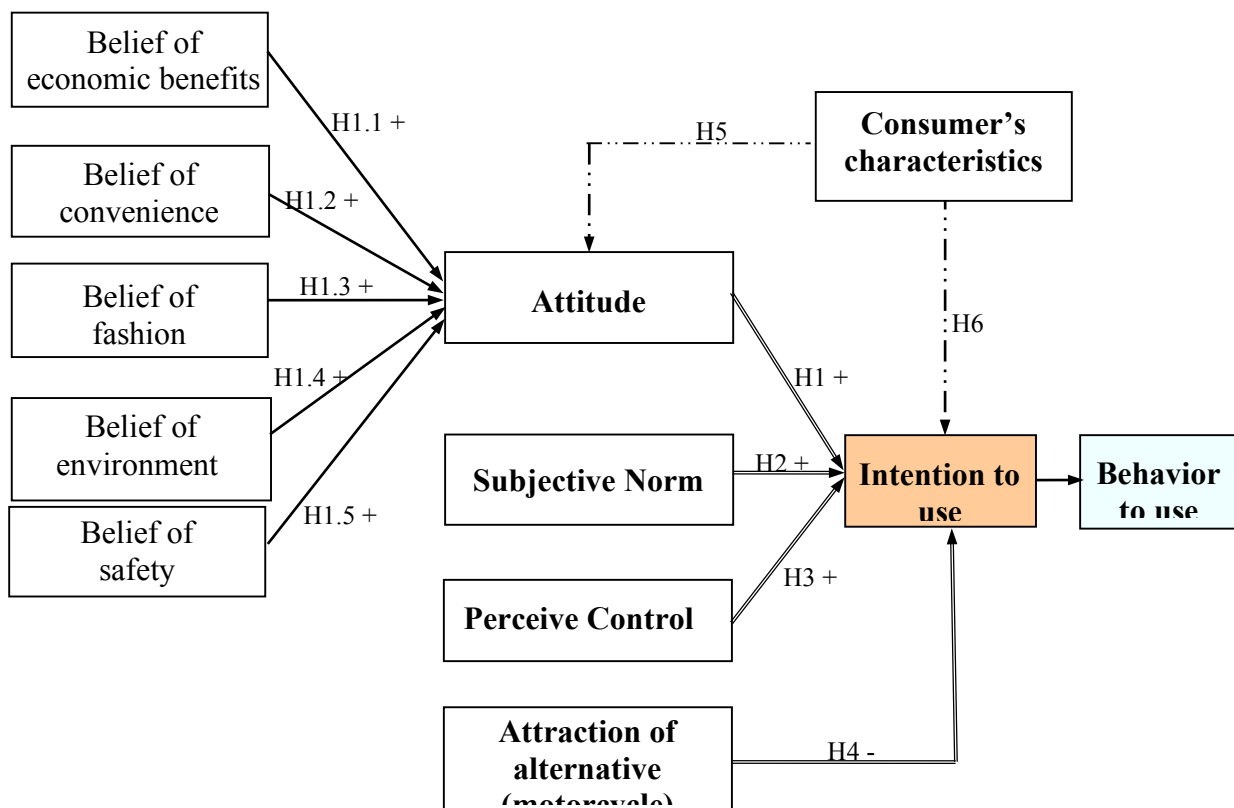 Belief of
economic benefits
H1.1 +
Belief of
convenience
H1.2 +
Belief of
fashion
H1.3 +
Belief of
environment
H1.4 +
Belief of
safety
H1.5 +
Consumer's
characteristics
H5
H6
Attitude
H1 +
Subjective Norm
H2 +
Perceive Control
H3 +
Attraction of
alternative
(motorcycle)
H4 -
Intention to
use
Behavior
to use